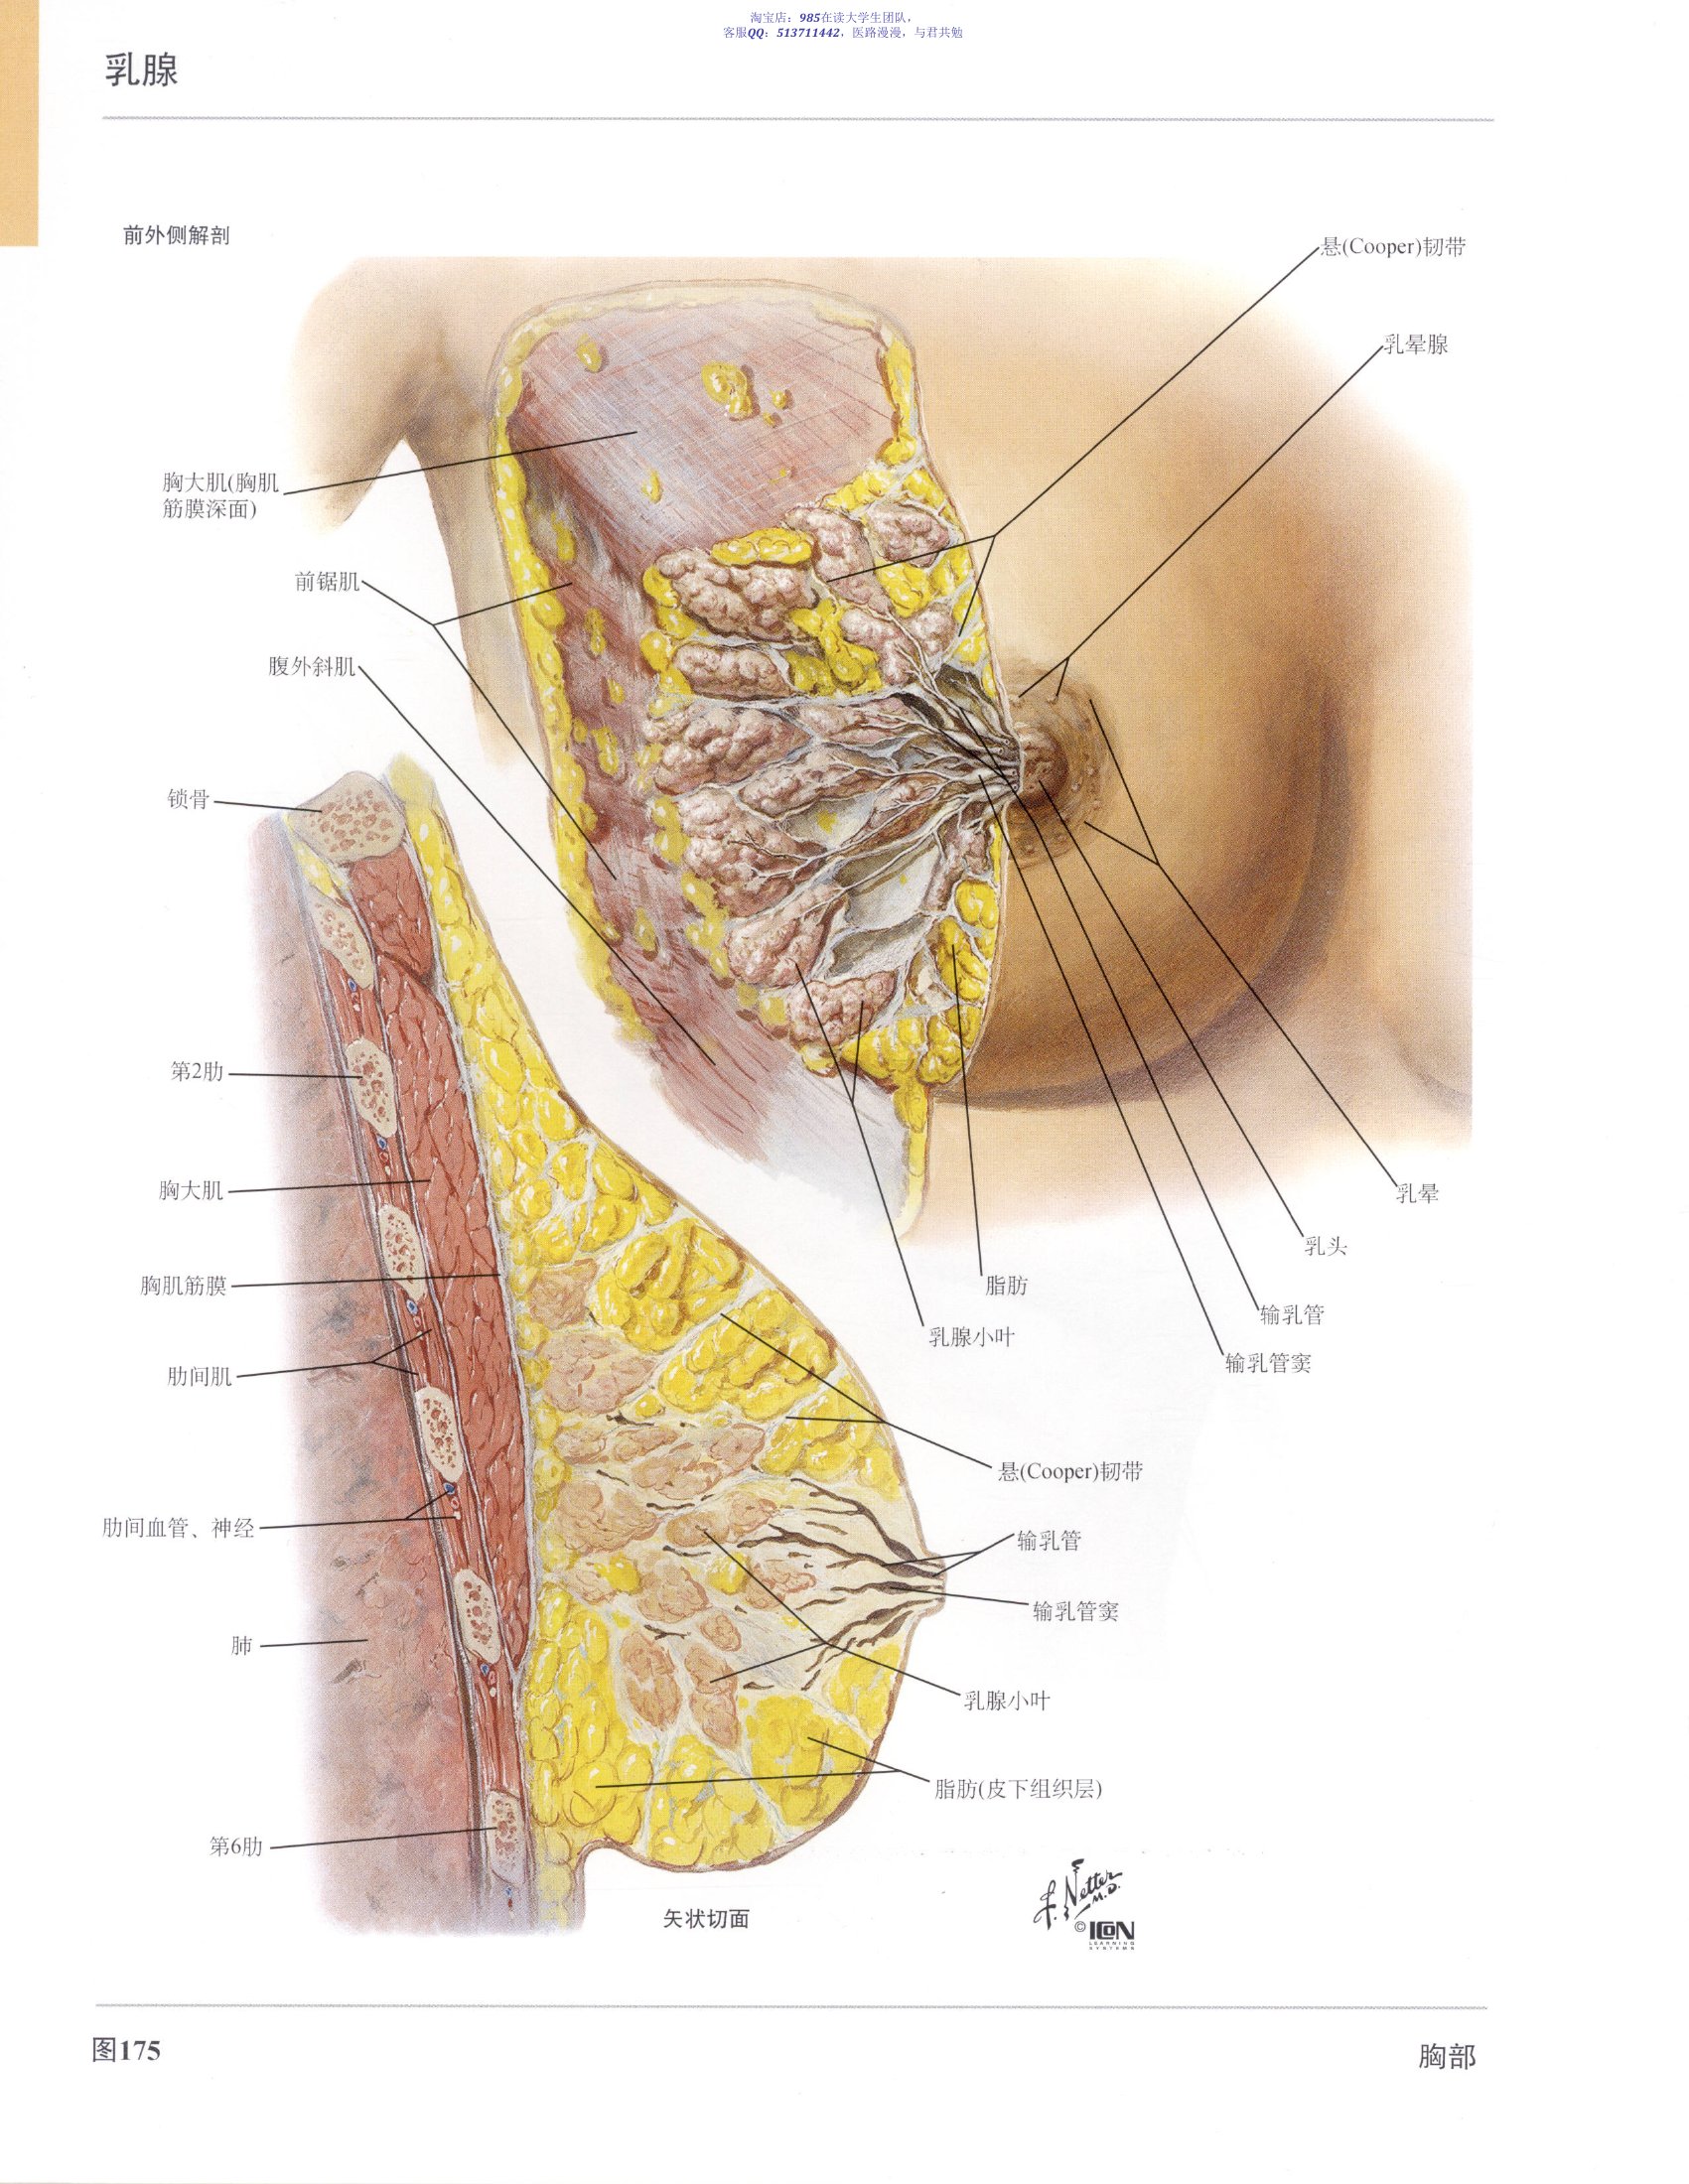 淘宝店：985在读大学生团队，
客服QQ：513711442，医路漫漫，与君共勉
乳腺
前外侧解剖
悬(Cooper)韧带
乳晕腺
胸大肌(胸肌
筋膜深面)
前锯肌
腹外斜肌
锁骨
第2肋
胸大肌
乳晕
乳头
胸肌筋膜
脂肪
输乳管
乳腺小叶
输乳管窦
肋间肌
悬(Cooper)韧带
肋间血管、神经
输乳管
输乳管窦
肺
乳腺小叶
脂肪(皮下组织层)
第6肋
矢状切面
F. Netter
M.D.
© ICON
LEARNING
SYSTEMS
图175
胸部